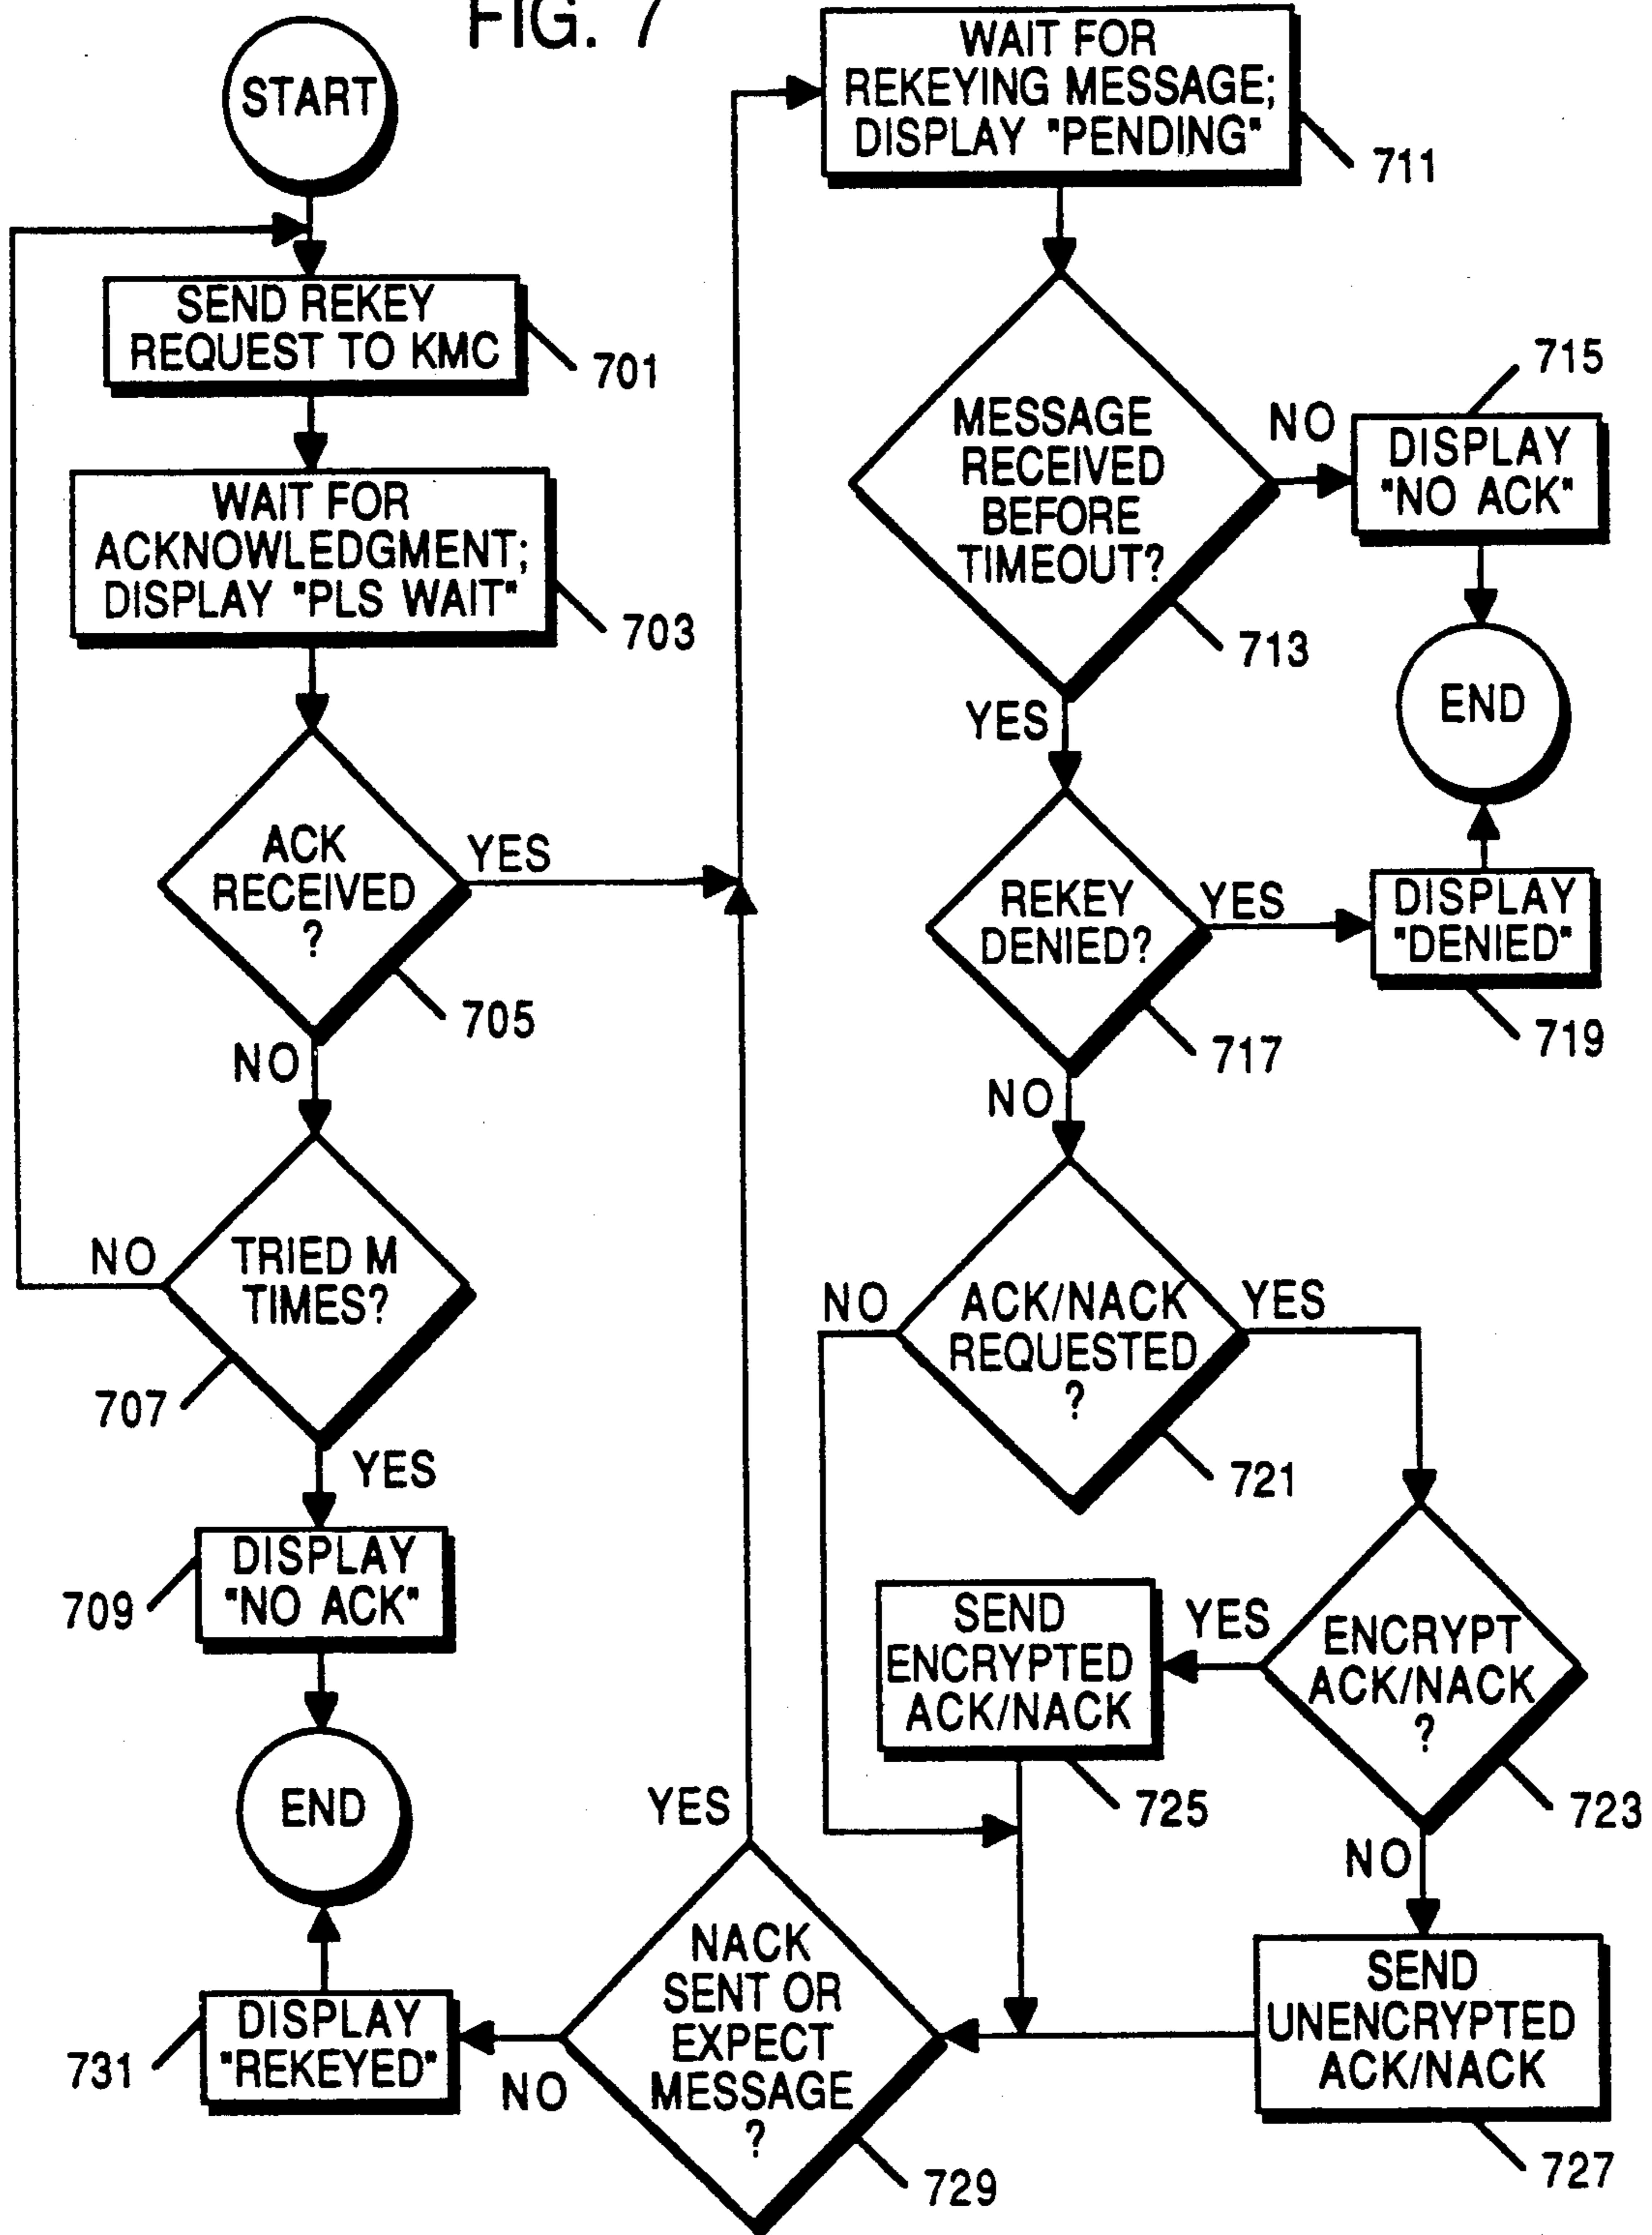 FIG. 7
START
SEND REKEY
REQUEST TO KMC
701
WAIT FOR
ACKNOWLEDGMENT;
DISPLAY "PLS WAIT"
703
ACK
RECEIVED
?
YES
705
NO
TRIED M
TIMES?
NO
707
YES
DISPLAY
"NO ACK"
709
END
WAIT FOR
REKEYING MESSAGE;
DISPLAY "PENDING"
711
MESSAGE
RECEIVED
BEFORE
TIMEOUT?
713
NO
715
DISPLAY
"NO ACK"
END
YES
REKEY
DENIED?
717
YES
DISPLAY
"DENIED"
719
NO
ACK/NACK
REQUESTED
?
721
NO
YES
ENCRYPT
ACK/NACK
?
723
YES
SEND
ENCRYPTED
ACK/NACK
725
NO
SEND
UNENCRYPTED
ACK/NACK
727
NACK
SENT OR
EXPECT
MESSAGE
?
729
YES
NO
DISPLAY
"REKEYED"
731